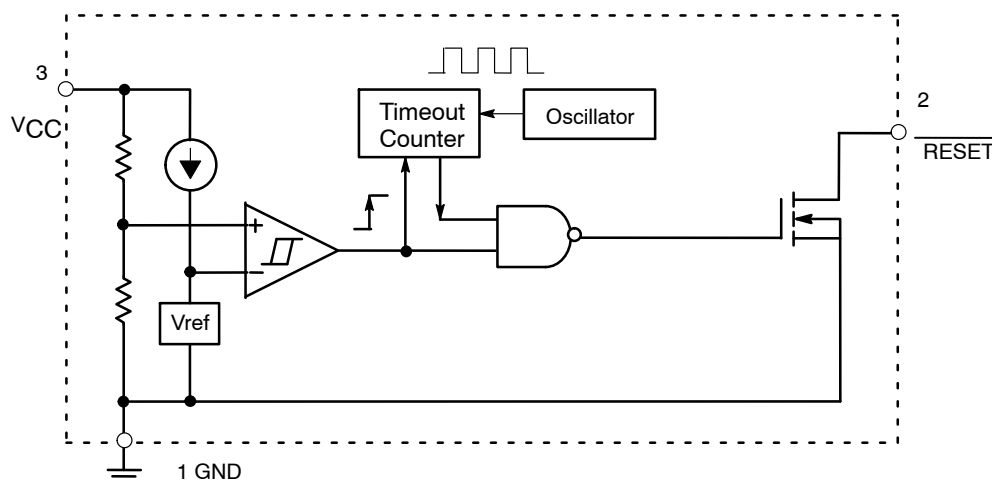 3
VCC
Timeout
Counter
Oscillator
2
RESET
+
−
Vref
1 GND